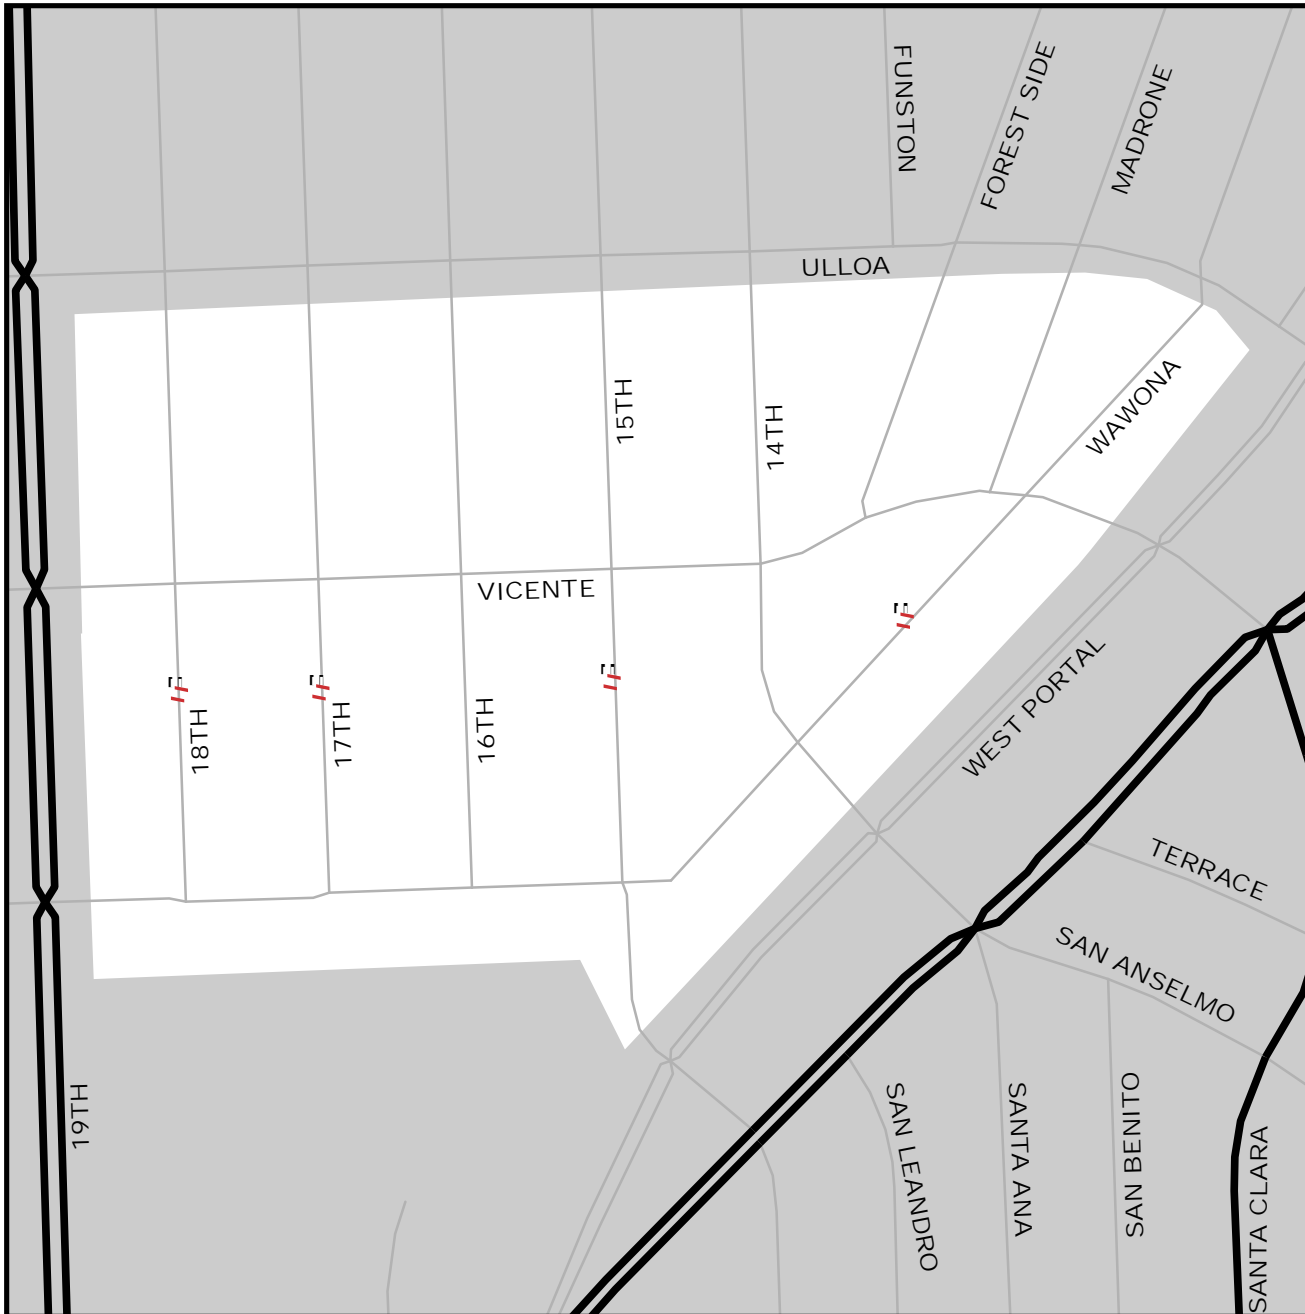 FUNSTON
FOREST SIDE
MADRONE
ULLOA
15TH
14TH
WAWONA
VICENTE
18TH
17TH
16TH
WEST PORTAL
TERRACE
SAN ANSELMO
19TH
SAN LEANDRO
SANTA ANA
SAN BENITO
SANTA CLARA